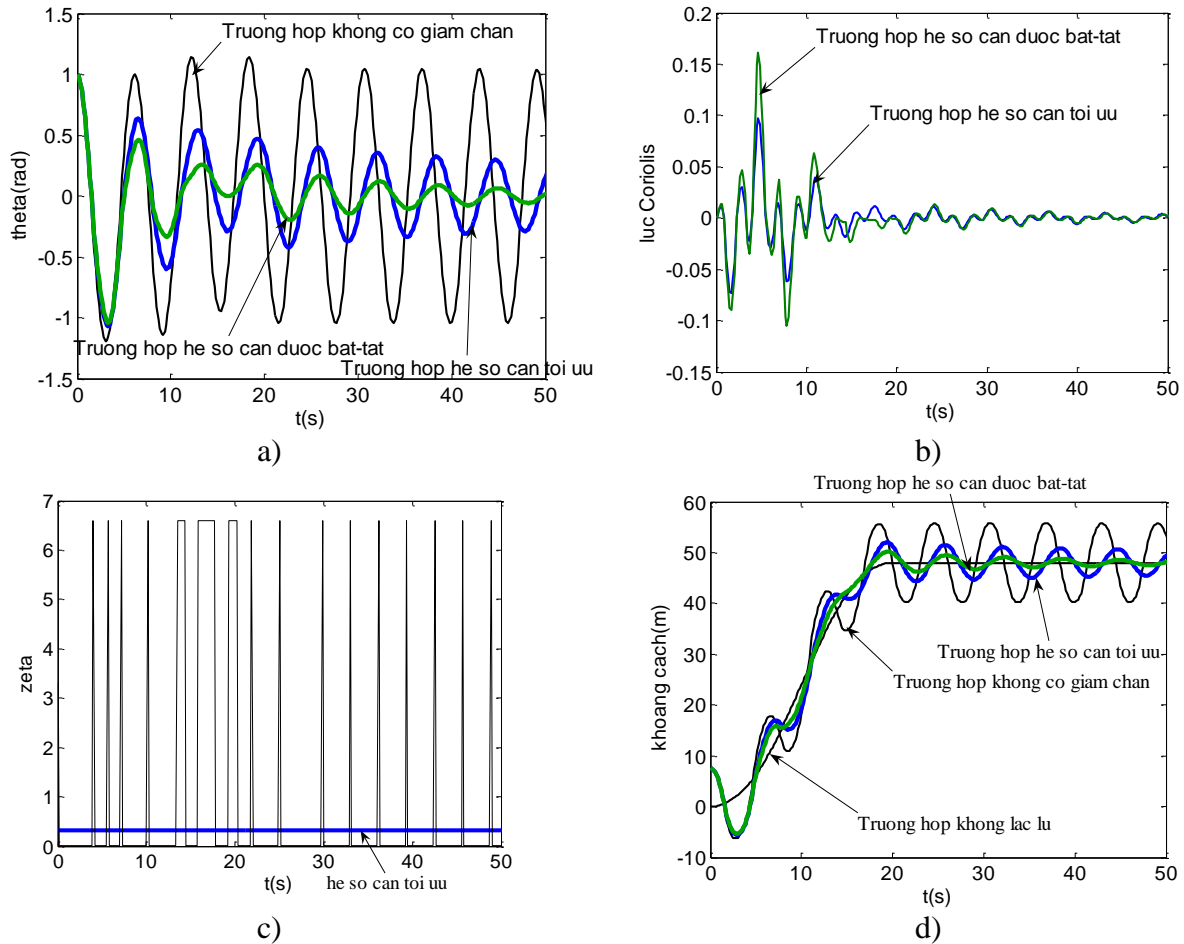 1.5
1
0.5
0
-0.5
-1
-1.5
theta(rad)
Truong hop khong co giam chan
Truong hop he so can duoc bat-tat
Truong hop he so can toi uu
0
10
20
30
40
50
t(s)
a)
0.2
0.15
0.1
0.05
0
-0.05
-0.1
-0.15
luc Coriolis
Truong hop he so can duoc bat-tat
Truong hop he so can toi uu
0
10
20
30
40
50
t(s)
b)
7
6
5
4
3
2
1
0
zeta
0
10
20
30
40
50
t(s)
he so can toi uu
c)
Truong hop he so can duoc bat-tat
60
50
40
30
20
10
0
-10
khoang cach(m)
Truong hop he so can toi uu
Truong hop khong co giam chan
Truong hop khong lac lu
0
10
20
30
40
50
t(s)
d)